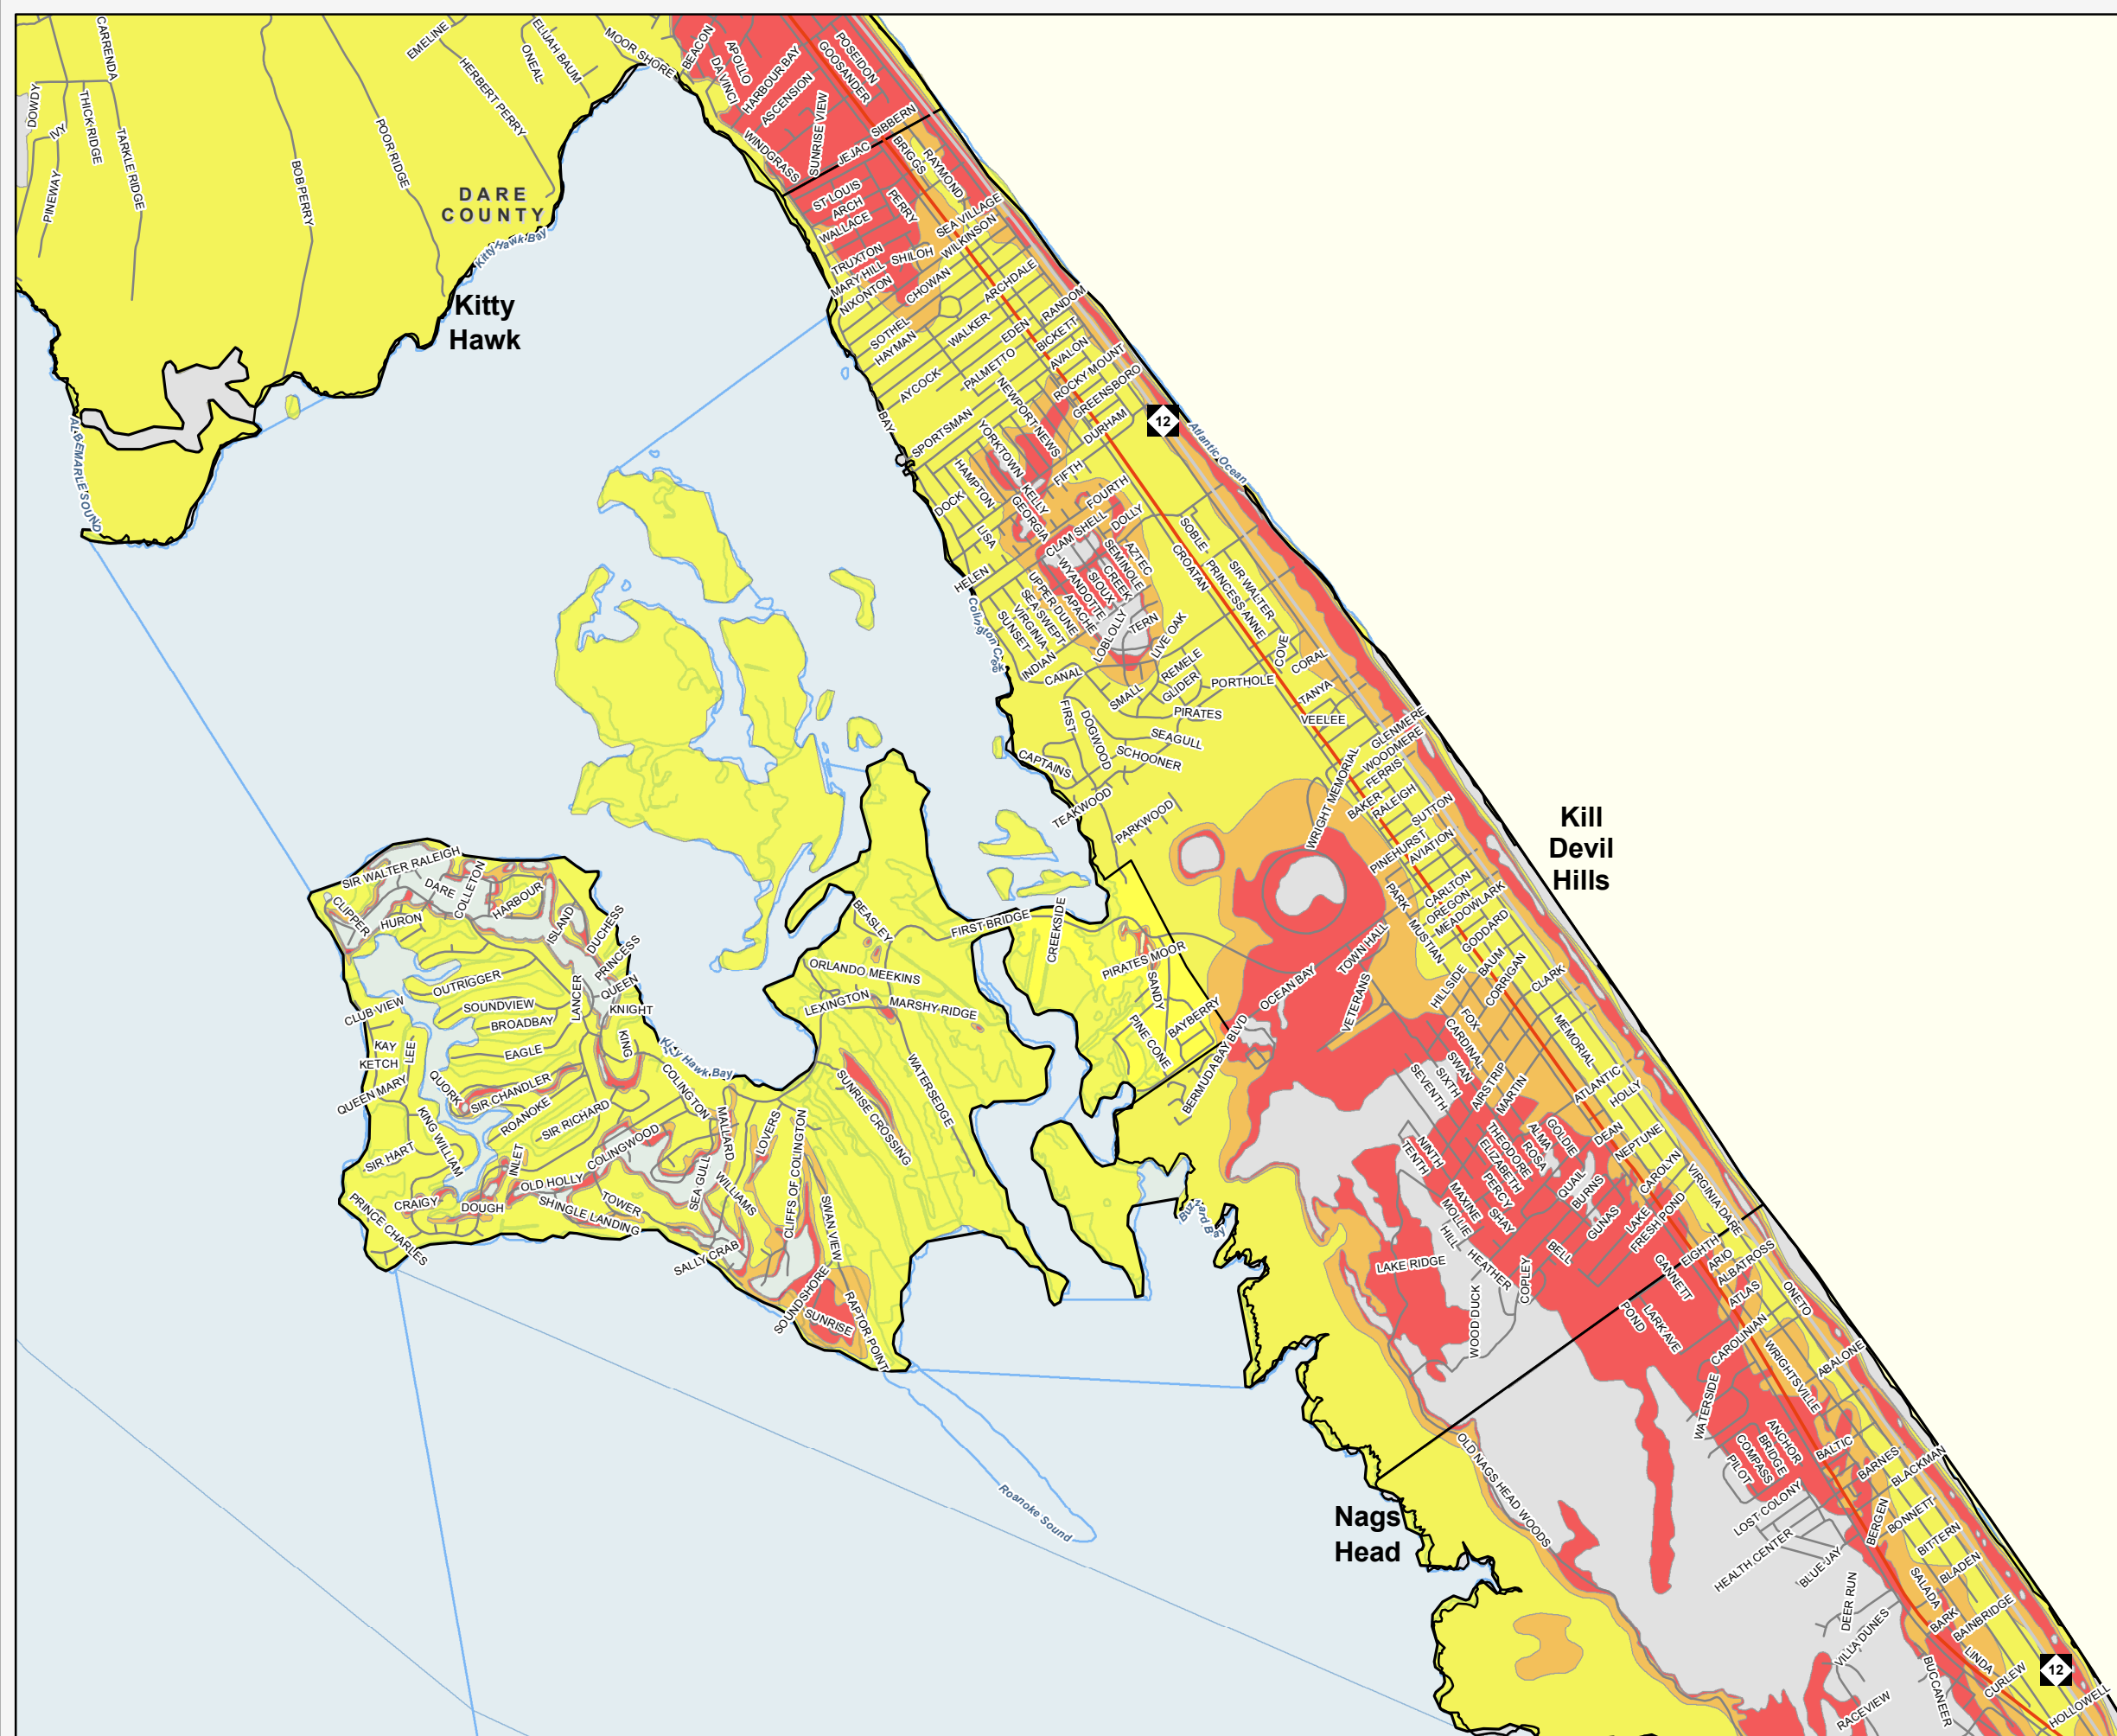 CARRENDA
EMELINE
ELIJAH BAUM
ONEAL
MOOR SHORE
BEACON
APOLLO
DA VINCI
HARBOUR BAY
ASCENSION
GOOSANDER
POSEIDON
DOWDY
IVY
THICK RIDGE
TARKLE RIDGE
HERBERT PERRY
POOR RIDGE
BOB PERRY
PINEWAY
DARE
COUNTY
Kitty Hawk Bay
Kitty
Hawk
WINDGRASS
SUNRISE VIEW
JEJAC
SIBBERN
BRIGGS
RAYMOND
ST LOUIS
ARCH
WALLACE
PERRY
SEA VILLAGE
WILKINSON
TRUXTON
MARY HILL
SHILOH
NIXONTON
CHOWAN
ARCHDALE
RANDOM
SOTHEL
HAYMAN
WALKER
EDEN
BICKETT
AVALON
PALMETTO
AYCOCK
ROCKY MOUNT
GREENSBORO
NEWPORT NEWS
DURHAM
12
Atlantic Ocean
BAY
SPORTSMAN
YORKTOWN
HAMPTON
FIFTH
KELLY
FOURTH
GEORGIA
DOCK
CLAM SHELL
DOLLY
LISA
ALBEMARLE SOUND
SOBLE
CROATAN
AZTEC
SEMINOLE
CREEK
SIOUX
WYANDOTTE
APACHE
UPPER DUNE
SEA SWEPT
VIRGINIA
SUNSET
HELEN
Colington Creek
PRINCESS ANNE
SIR WALTER
LOBLOLLY
TERN
LIVE OAK
INDIAN
CANAL
REMELE
GLIDER
SMALL
PORTHOLE
COVE
CORAL
TANYA
VEELEE
PIRATES
FIRST
DOGWOOD
SEAGULL
SCHOONER
CAPTAINS
GLENMERE
WOODMERE
FERRIS
WRIGHT MEMORIAL
BAKER
RALEIGH
SUTTON
TEAKWOOD
PARKWOOD
Kill
Devil
Hills
PINEHURST
AVIATION
PARK
CARLTON
OREGON
MEADOWLARK
MUSTIAN
GODDARD
SIR WALTER RALEIGH
DARE
COLLETON
HARBOUR
CLIPPER
HURON
ISLAND
DUCHESS
PRINCESS
BEASLEY
FIRST BRIDGE
CREEKSIDE
PIRATES MOOR
SANDY
TOWN HALL
OCEAN BAY
VETERANS
HILLSIDE
BAUM
CORRIGAN
CLARK
ORLANDO MEEKINS
LEXINGTON
MARSHY RIDGE
OUTRIGGER
LANCER
QUEEN
KNIGHT
SOUNDVIEW
BROADBAY
CLUB VIEW
KAY
KETCH
LEE
EAGLE
KING
Kitty Hawk Bay
BAYBERRY
PINE CONE
BERMUDA BAY BLVD
FOX
CARDINAL
SWAN
SIXTH
SEVENTH
AIRSTRIP
MARTIN
MEMORIAL
ATLANTIC
HOLLY
QUORK
QUEEN MARY
SIR CHANDLER
ROANOKE
SIR RICHARD
COLINGTON
WATERSEDGE
SUNRISE CROSSING
KING WILLIAM
SIR HART
INLET
COLINGWOOD
MALLARD
LOVERS
CLIFFS OF COLINGTON
OLD HOLLY
SEA GULL
WILLIAMS
CRAIGY
DOUGH
SHINGLE LANDING
TOWER
PRINCE CHARLES
SALLY CRAB
SWAN VIEW
SOUNDSHORE
SUNRISE
RAPTOR POINT
Buzzard Bay
NINTH
TENTH
THEODORE
ELIZABETH
PERCY
ALMA
ROSA
GOLDIE
DEAN
NEPTUNE
MAXINE
MOLLIE
HILL
SHAY
QUAIL
BURNS
GUNAS
CAROLYN
LAKE
FRESH POND
VIRGINIA DARE
LAKE RIDGE
HEATHER
COPLEY
BELL
WOOD DUCK
EIGHTH
GANNETT
ARIO
ALBATROSS
ATLAS
ONETO
POND
LARK AVE
CAROLINIAN
WRIGHTSVILLE
ABALONE
WATERSIDE
ANCHOR
BRIDGE
COMPASS
PILOT
BALTIC
BARNES
BLACKMAN
OLD NAGS HEAD WOODS
LOST COLONY
BERGEN
BONNETT
BITTERN
Roanoke Sound
Nags
Head
HEALTH CENTER
BLUE JAY
BLADEN
SALADA
DEER RUN
VILLA DUNES
BARK
BAINBRIDGE
LINDA
CURLEW
12
BUCCANEER
RACEVIEW
HOLLOWELL